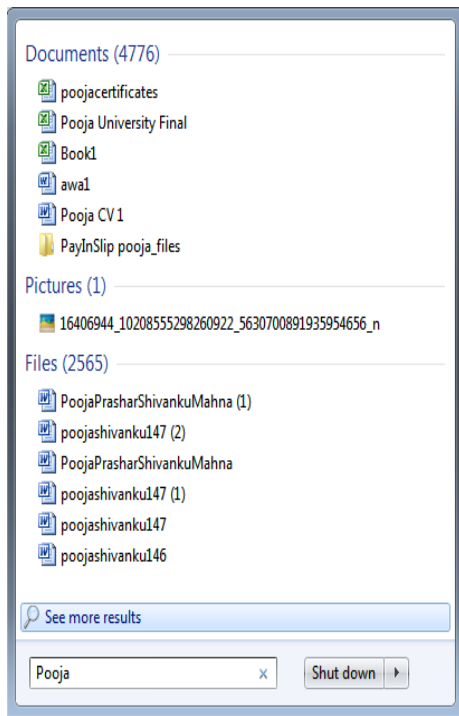 Documents (4776)
poojacertificates
Pooja University Final
Book1
awa1
Pooja CV 1
PayInSlip pooja_files
Pictures (1)
16406944_10208555298260922_5630700891935954656_n
Files (2565)
PoojaPrasharShivankuMahna (1)
poojashivanku147 (2)
PoojaPrasharShivankuMahna
poojashivanku147 (1)
poojashivanku147
poojashivanku146
See more results
Pooja × Shut down